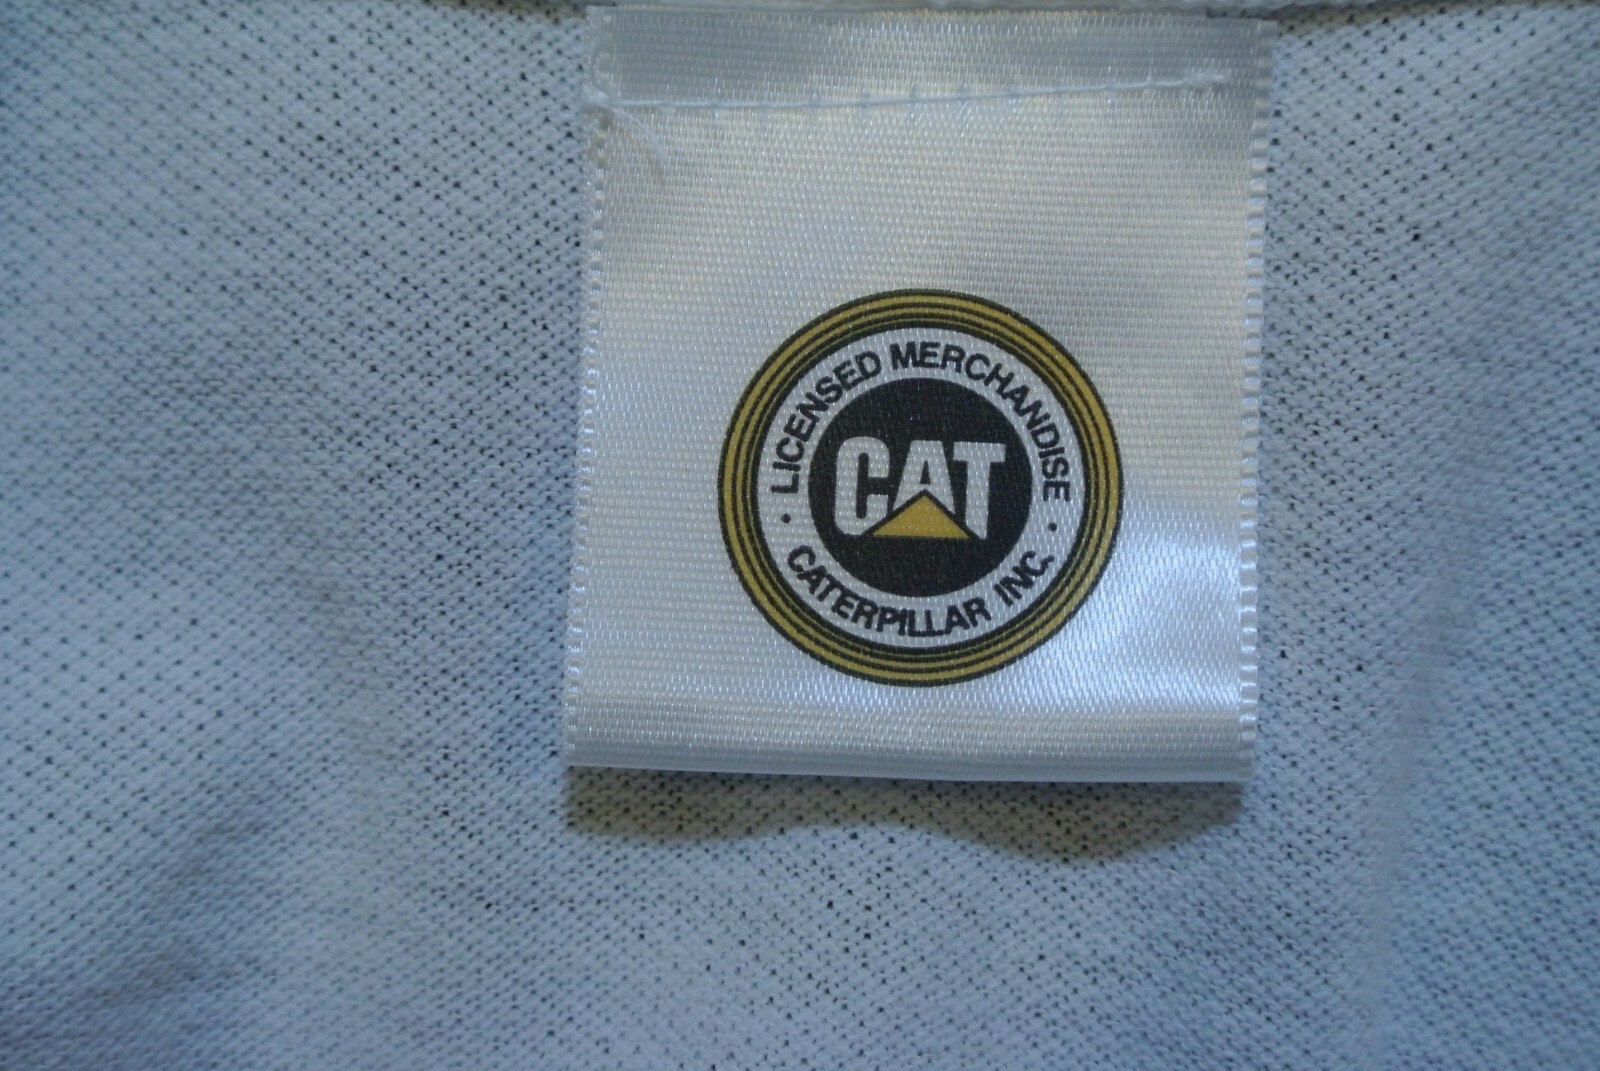 LICENSED MERCHANDISE
CAT
CATERPILLAR INC.